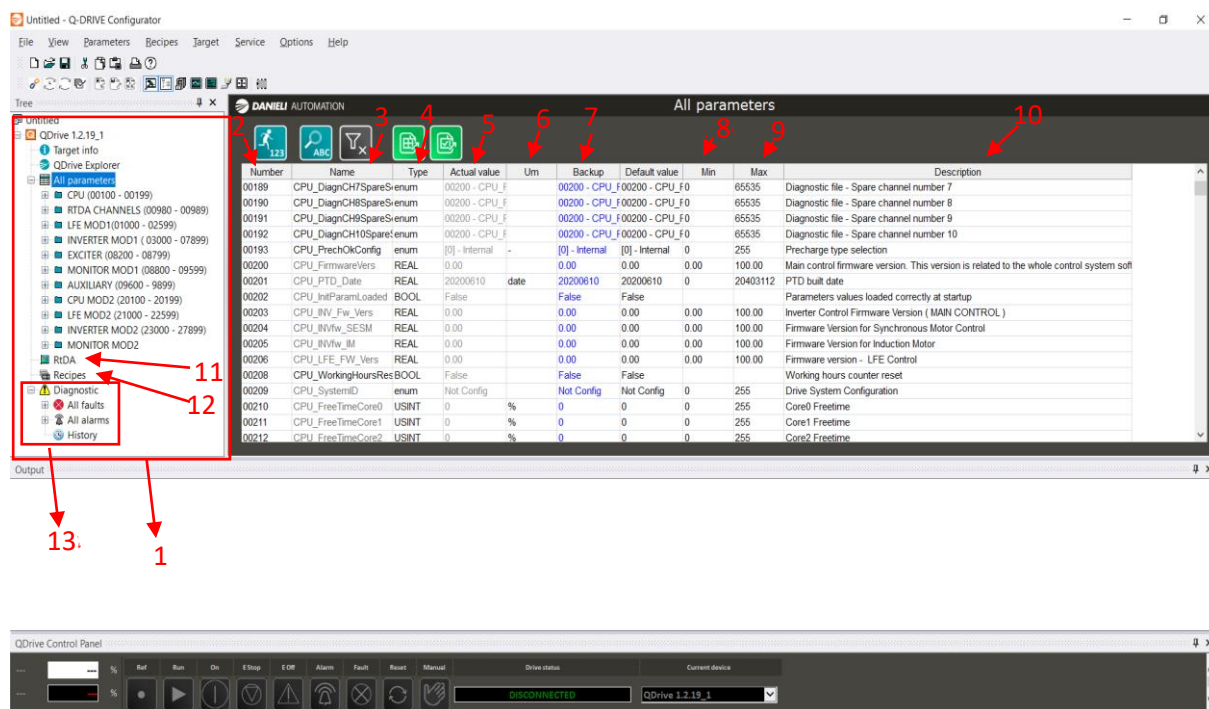 Untitled - Q-DRIVE Configurator
File View Parameters Recipes Target Service Options Help
Tree
Untitled
QDrive 1.2.19_1
Target info
QDrive Explorer
All parameters
CPU (00100 - 00199)
RTDA CHANNELS (00980 - 00989)
LFE MOD1(01000 - 02599)
INVERTER MOD1 ( 03000 - 07899)
EXCITER (08200 - 08799)
MONITOR MOD1 (08800 - 09599)
AUXILIARY (09600 - 9899)
CPU MOD2 (20100 - 20199)
LFE MOD2 (21000 - 22599)
INVERTER MOD2 (23000 - 27899)
MONITOR MOD2
RtDA
Recipes
Diagnostic
All faults
All alarms
History
11
12
13
1
DANIELI AUTOMATION All parameters
2 3 4 5 6 7 8 9 10
123 ABC
Number Name Type Actual value Um Backup Default value Min Max Description
00189 CPU_DiagnCH7SpareS enum 00200 - CPU_F 00200 - CPU_F 00200 - CPU_F 0 65535 Diagnostic file - Spare channel number 7
00190 CPU_DiagnCH8SpareS enum 00200 - CPU_F 00200 - CPU_F 00200 - CPU_F 0 65535 Diagnostic file - Spare channel number 8
00191 CPU_DiagnCH9SpareS enum 00200 - CPU_F 00200 - CPU_F 00200 - CPU_F 0 65535 Diagnostic file - Spare channel number 9
00192 CPU_DiagnCH10Spare enum 00200 - CPU_F 00200 - CPU_F 00200 - CPU_F 0 65535 Diagnostic file - Spare channel number 10
00193 CPU_PrechOkConfig enum [0] - Internal - [0] - Internal [0] - Internal 0 255 Precharge type selection
00200 CPU_FirmwareVers REAL 0.00 0.00 0.00 0.00 100.00 Main control firmware version. This version is related to the whole control system soft
00201 CPU_PTD_Date REAL 20200610 date 20200610 20200610 0 20403112 PTD built date
00202 CPU_IntParamLoaded BOOL False False False Parameters values loaded correctly at startup
00203 CPU_INV_Fw_Vers REAL 0.00 0.00 0.00 0.00 100.00 Inverter Control Firmware Version ( MAIN CONTROL )
00204 CPU_INVfw_SESM REAL 0.00 0.00 0.00 0.00 100.00 Firmware Version for Synchronous Motor Control
00205 CPU_INVfw_IM REAL 0.00 0.00 0.00 0.00 100.00 Firmware Version for Induction Motor
00206 CPU_LFE_FW_Vers REAL 0.00 0.00 0.00 0.00 100.00 Firmware version - LFE Control
00208 CPU_WorkingHoursRes BOOL False False False Working hours counter reset
00209 CPU_SystemID enum Not Config Not Config Not Config 0 255 Drive System Configuration
00210 CPU_FreeTimeCore0 USINT 0 % 0 0 0 255 Core0 Freetime
00211 CPU_FreeTimeCore1 USINT 0 % 0 0 0 255 Core1 Freetime
00212 CPU_FreeTimeCore2 USINT 0 % 0 0 0 255 Core2 Freetime
Output
QDrive Control Panel
--- --- % Ref Run On EStop EOff Alarm Fault Reset Manual Drive status Current device
--- --- % DISCONNECTED QDrive 1.2.19_1